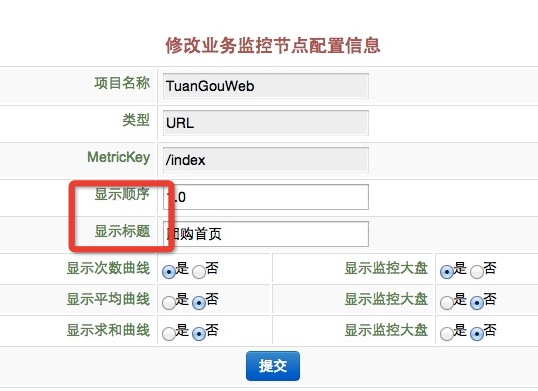 修改业务监控节点配置信息
项目名称 TuanGouWeb
类型 URL
MetricKey /index
显示顺序 1.0
显示标题 团购首页
显示次数曲线 是 否 显示监控大盘 是 否
显示平均曲线 是 否 显示监控大盘 是 否
显示求和曲线 是 否 显示监控大盘 是 否
提交